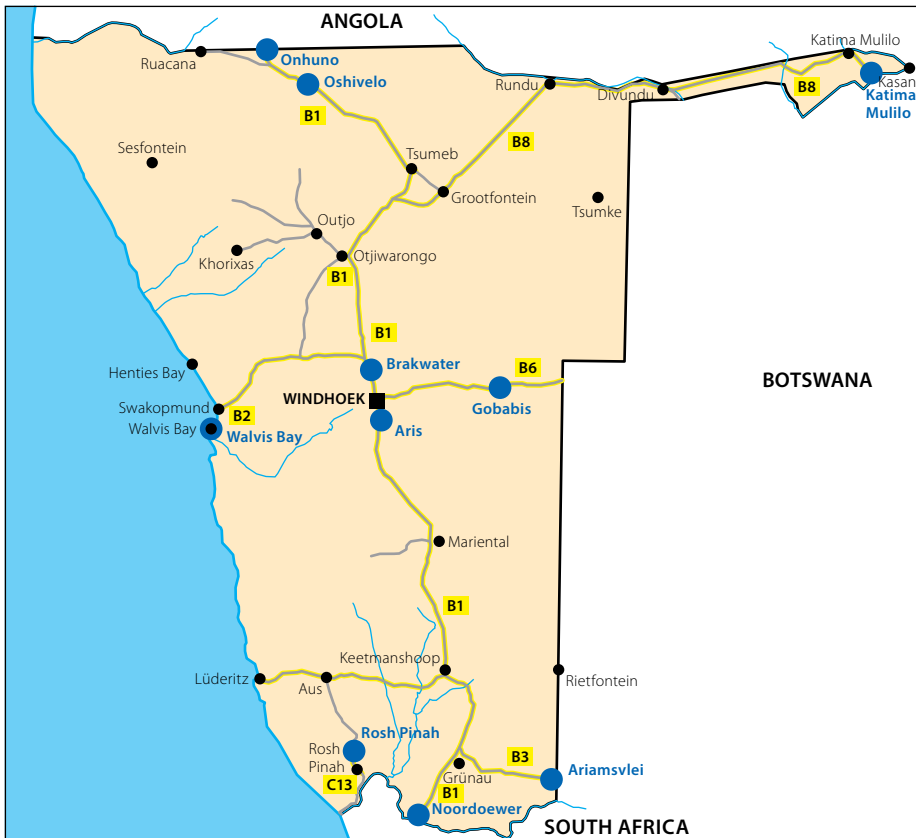 ANGOLA
Katima Mulilo
Ruacana
Onhuno
Oshivelo
Rundu
Divundu
B8
Kasan
Katima
Mulilo
B1
B8
Sesfontein
Tsumeb
Grootfontein
Tsumke
Outjo
Khorixas
Otjiwarongo
B1
B1
Brakwater
Henties Bay
B6
BOTSWANA
WINDHOEK
Gobabis
Swakopmund
B2
Aris
Walvis Bay
Walvis Bay
Mariental
B1
Keetmanshoop
Lüderitz
Aus
Rietfontein
Rosh Pinah
Rosh
Pinah
B3
Ariamsvlei
C13
Grünau
B1
Noordoewer
SOUTH AFRICA